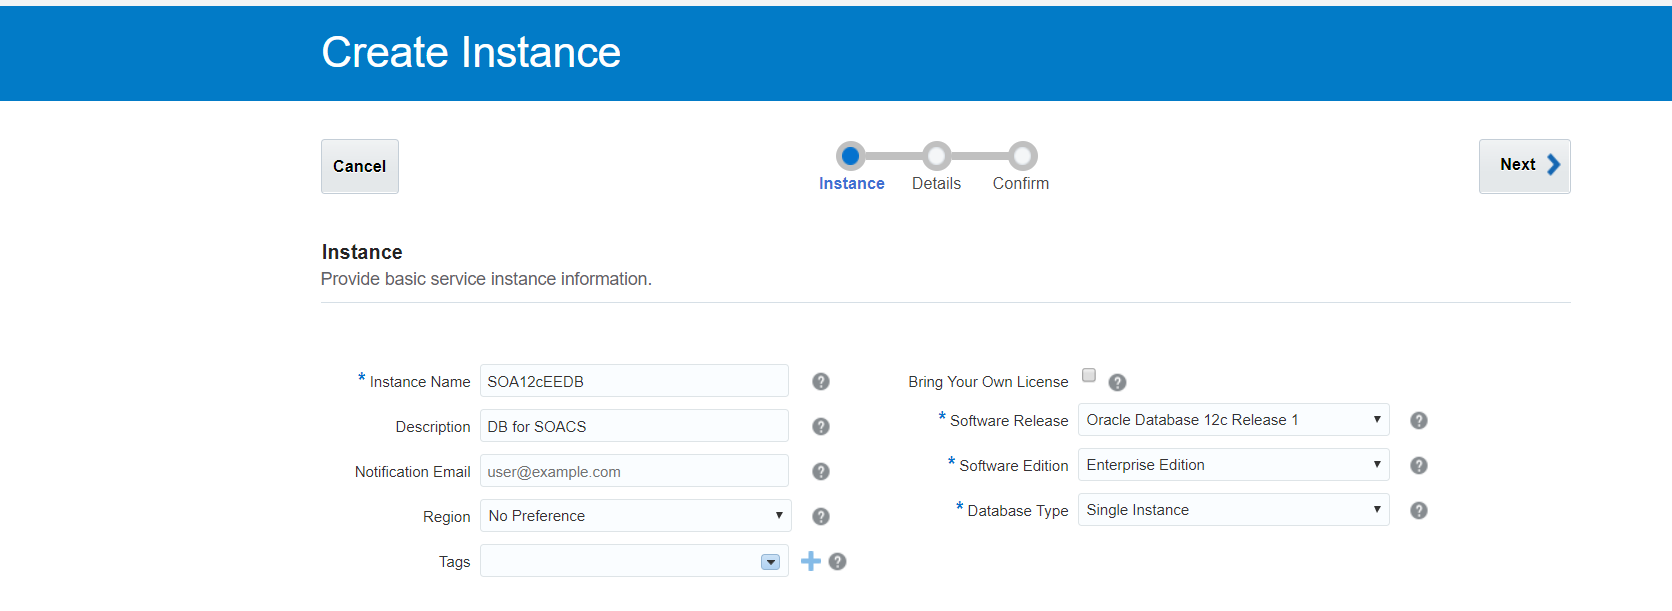 Create Instance
Cancel
Instance Details Confirm
Next
Instance
Provide basic service instance information.
* Instance Name SOA12cEEDB ?
Description DB for SOACS ?
Notification Email user@example.com ?
Region No Preference ?
Tags ?
Bring Your Own License ?
* Software Release Oracle Database 12c Release 1 ?
* Software Edition Enterprise Edition ?
* Database Type Single Instance ?